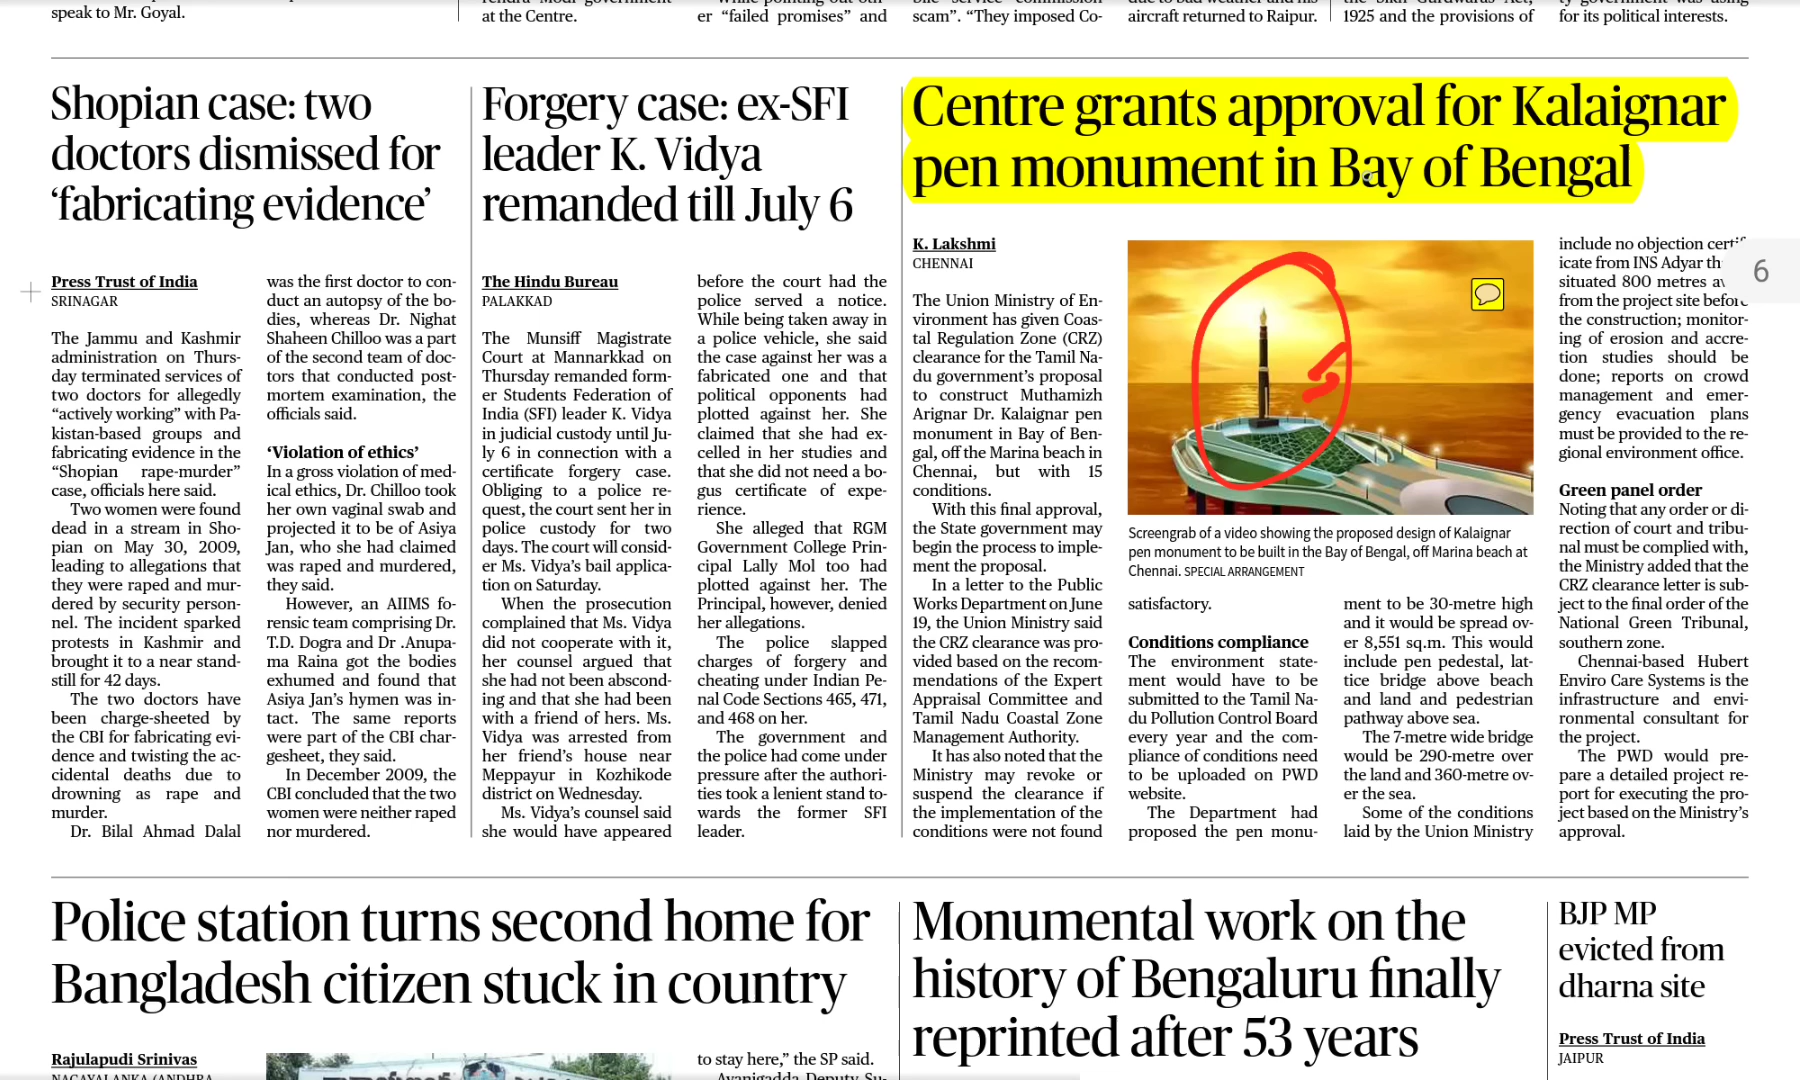 speak to Mr. Goyal.
at the Centre.
er “failed promises” and
scam”. “They imposed Co-
aircraft returned to Raipur.
1925 and the provisions of
for its political interests.
Shopian case: two
doctors dismissed for
‘fabricating evidence’
Press Trust of India
SRINAGAR
The Jammu and Kashmir
administration on Thurs-
day terminated services of
two doctors for allegedly
“actively working” with Pa-
kistan-based groups and
fabricating evidence in the
“Shopian rape-murder”
case, officials here said.
Two women were found
dead in a stream in Sho-
pian on May 30, 2009,
leading to allegations that
they were raped and mur-
dered by security person-
nel. The incident sparked
protests in Kashmir and
brought it to a near stand-
still for 42 days.
The two doctors have
been charge-sheeted by
the CBI for fabricating evi-
dence and twisting the ac-
cidental deaths due to
drowning as rape and
murder.
Dr. Bilal Ahmad Dalal
was the first doctor to con-
duct an autopsy of the bo-
dies, whereas Dr. Nighat
Shaheen Chilloo was a part
of the second team of doc-
tors that conducted post-
mortem examination, the
officials said.
‘Violation of ethics’
In a gross violation of med-
ical ethics, Dr. Chilloo took
her own vaginal swab and
projected it to be of Asiya
Jan, who she had claimed
was raped and murdered,
they said.
However, an AIIMS fo-
rensic team comprising Dr.
T.D. Dogra and Dr .Anupa-
ma Raina got the bodies
exhumed and found that
Asiya Jan’s hymen was in-
tact. The same reports
were part of the CBI char-
gesheet, they said.
In December 2009, the
CBI concluded that the two
women were neither raped
nor murdered.
Forgery case: ex-SFI
leader K. Vidya
remanded till July 6
The Hindu Bureau
PALAKKAD
The Munsiff Magistrate
Court at Mannarkkad on
Thursday remanded form-
er Students Federation of
India (SFI) leader K. Vidya
in judicial custody until Ju-
ly 6 in connection with a
certificate forgery case.
Obliging to a police re-
quest, the court sent her in
police custody for two
days. The court will consid-
er Ms. Vidya’s bail applica-
tion on Saturday.
When the prosecution
complained that Ms. Vidya
did not cooperate with it,
her counsel argued that
she had not been abscond-
ing and that she had been
with a friend of hers. Ms.
Vidya was arrested from
her friend’s house near
Meppayur in Kozhikode
district on Wednesday.
Ms. Vidya’s counsel said
she would have appeared
before the court had the
police served a notice.
While being taken away in
a police vehicle, she said
the case against her was a
fabricated one and that
political opponents had
plotted against her. She
claimed that she had ex-
celled in her studies and
that she did not need a bo-
gus certificate of expe-
rience.
She alleged that RGM
Government College Prin-
cipal Lally Mol too had
plotted against her. The
Principal, however, denied
her allegations.
The police slapped
charges of forgery and
cheating under Indian Pe-
nal Code Sections 465, 471,
and 468 on her.
The government and
the police had come under
pressure after the authori-
ties took a lenient stand to-
wards the former SFI
leader.
Centre grants approval for Kalaignar
pen monument in Bay of Bengal
K. Lakshmi
CHENNAI
The Union Ministry of En-
vironment has given Coas-
tal Regulation Zone (CRZ)
clearance for the Tamil Na-
du government’s proposal
to construct Muthamizh
Arignar Dr. Kalaignar pen
monument in Bay of Ben-
gal, off the Marina beach in
Chennai, but with 15
conditions.
With this final approval,
the State government may
begin the process to imple-
ment the proposal.
In a letter to the Public
Works Department on June
19, the Union Ministry said
the CRZ clearance was pro-
vided based on the recom-
mendations of the Expert
Appraisal Committee and
Tamil Nadu Coastal Zone
Management Authority.
It has also noted that the
Ministry may revoke or
suspend the clearance if
the implementation of the
conditions were not found
Screengrab of a video showing the proposed design of Kalaignar
pen monument to be built in the Bay of Bengal, off Marina beach at
Chennai. SPECIAL ARRANGEMENT
satisfactory.
Conditions compliance
The environment state-
ment would have to be
submitted to the Tamil Na-
du Pollution Control Board
every year and the com-
pliance of conditions need
to be uploaded on PWD
website.
The Department had
proposed the pen monu-
ment to be 30-metre high
and it would be spread ov-
er 8,551 sq.m. This would
include pen pedestal, lat-
tice bridge above beach
and land and pedestrian
pathway above sea.
The 7-metre wide bridge
would be 290-metre over
the land and 360-metre ov-
er the sea.
Some of the conditions
laid by the Union Ministry
include no objection certif-
icate from INS Adyar
situated 800 metres
from the project site before
the construction; monitor-
ing of erosion and accre-
tion studies should be
done; reports on crowd
management and emer-
gency evacuation plans
must be provided to the re-
gional environment office.
Green panel order
Noting that any order or di-
rection of court and tribu-
nal must be complied with,
the Ministry added that the
CRZ clearance letter is sub-
ject to the final order of the
National Green Tribunal,
southern zone.
Chennai-based Hubert
Enviro Care Systems is the
infrastructure and envi-
ronmental consultant for
the project.
The PWD would pre-
pare a detailed project re-
port for executing the pro-
ject based on the Ministry’s
approval.
6
Police station turns second home for
Bangladesh citizen stuck in country
Rajulapudi Srinivas
NAGAYALANKA (ANDHRA
to stay here,” the SP said.
Avanigadda Deputy Su-
Monumental work on the
history of Bengaluru finally
reprinted after 53 years
BJP MP
evicted from
dharna site
Press Trust of India
JAIPUR